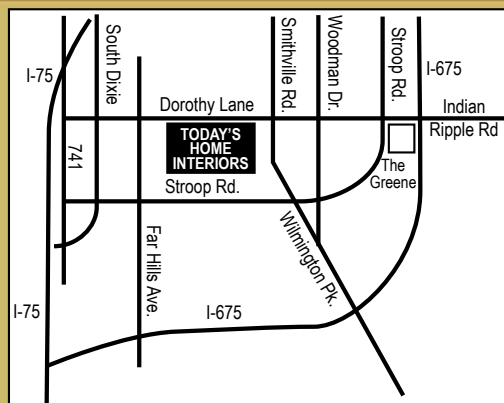 I-75
South Dixie
Smithville Rd.
Woodman Dr.
Stroop Rd.
I-675
Dorothy Lane
Indian
Ripple Rd
741
TODAY'S
HOME
INTERIORS
The
Greene
Stroop Rd.
Far Hills Ave.
Wilmington Pk.
I-75
I-675